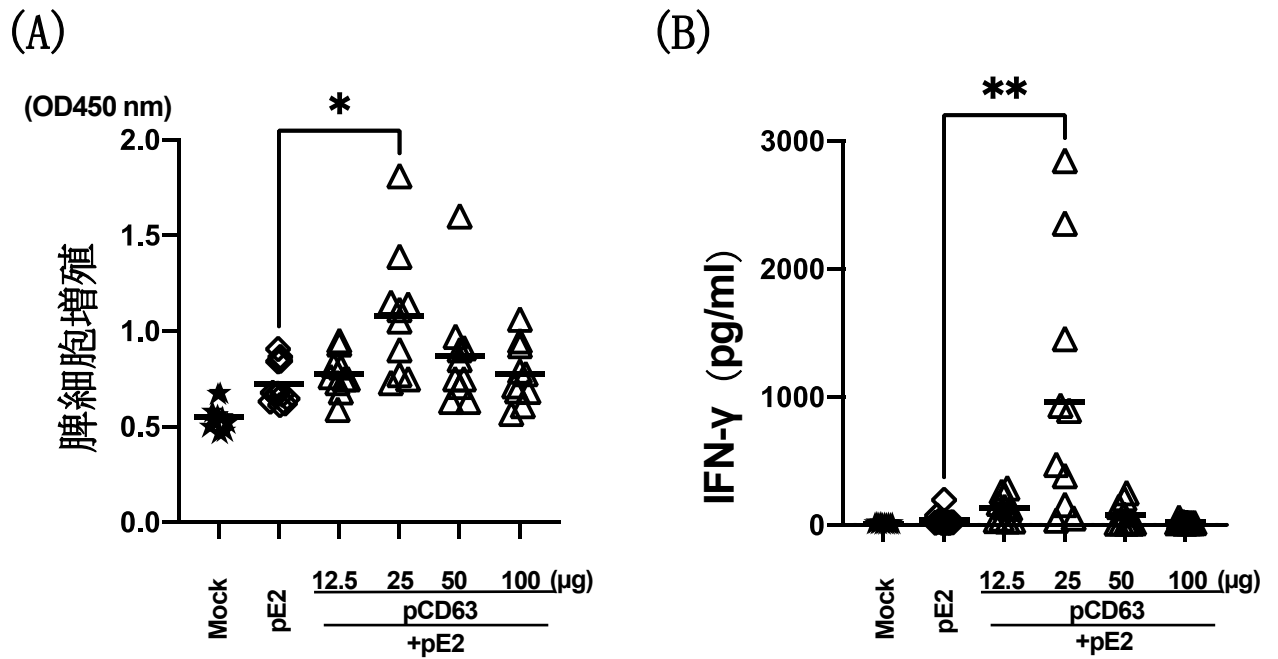 (A)
(OD450 nm)
*
2.0
1.5
1.0
0.5
0.0
脾細胞増殖
Mock
pE2
12.5 25 50 100 (μg)
pCD63
+pE2
(B)
**
3000
2000
1000
0
IFN-γ (pg/ml)
Mock
pE2
12.5 25 50 100 (μg)
pCD63
+pE2